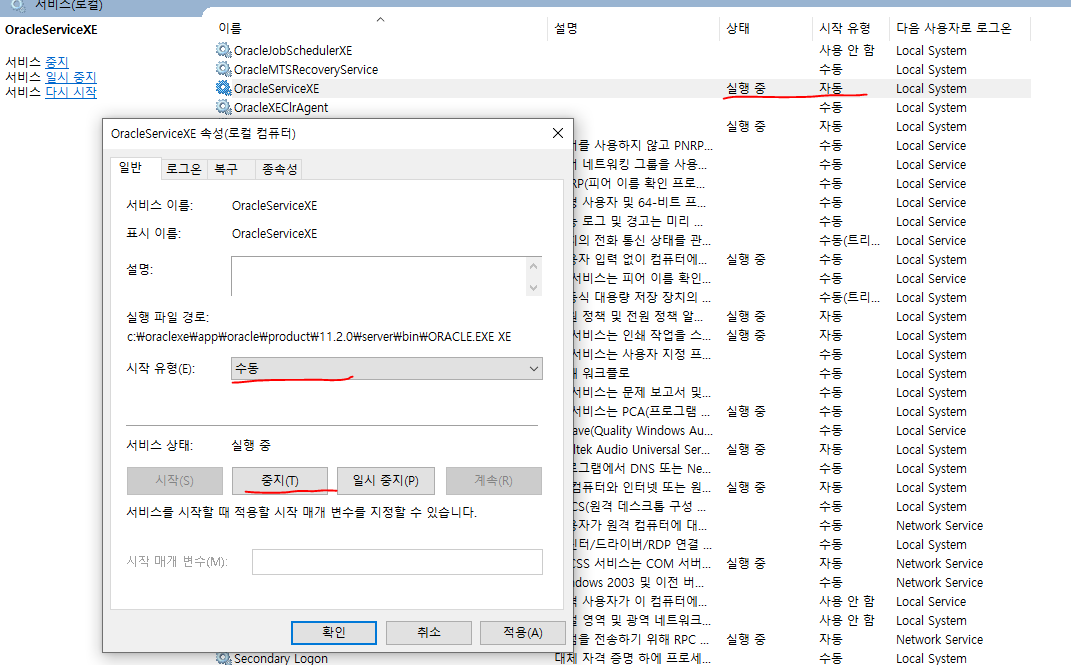 서비스(로컬)
OracleServiceXE
서비스 중지
서비스 일시 중지
서비스 다시 시작
이름 설명 상태 시작 유형 다음 사용자로 로그온
OracleJobSchedulerXE 사용 안 함 Local System
OracleMTSRecoveryService 수동 Local System
OracleServiceXE 실행 중 자동 Local System
OracleXEClrAgent 수동 Local System
실행 중 자동 Local System
사용하지 않고 PNRP... 수동 Local Service
네트워킹 그룹을 사용... 수동 Local Service
(피어 이름 확인 프로... 수동 Local Service
사용자 및 64-비트 프... 수동 Local Service
로그 및 경고는 미리 ... 수동 Local Service
전화 통신 상태를 관... 수동(트리... Local Service
입력 없이 컴퓨터에... 실행 중 자동 Local System
서비스는 피어 이름 확인... 수동 Local Service
대용량 저장 장치의 ... 수동(트리... Local System
정책 및 전원 정책 알... 실행 중 자동 Local System
서비스는 인쇄 작업을 스... 실행 중 자동 Local System
서비스는 사용자 지정 프... 수동 Local System
워크플로 수동 Local System
서비스는 문제 보고서 및... 수동 Local System
서비스는 PCA(프로그램 ... 실행 중 자동 Local System
(Quality Windows Au... 수동 Local Service
Audio Universal Ser... 실행 중 자동 Local System
DNS 또는 Ne... 수동 Local System
컴퓨터와 인터넷 또는 원... 실행 중 자동 Local System
(원격 데스크톱 구성 ... 수동 Local System
원격 컴퓨터에 대... 수동 Network Service
/드라이버/RDP 연결 ... 수동 Local System
서비스는 COM 서버... 실행 중 자동 Network Service
2003 및 이전 버... 수동 Network Service
사용자가 이 컴퓨터에... 사용 안 함 Local Service
영역 및 광역 네트워크... 사용 안 함 Local System
전송하기 위해 RPC ... 실행 중 자동 Network Service
Secondary Logon 대체 자격 증명 하에 프로세... 수동 Local System
OracleServiceXE 속성(로컬 컴퓨터)
일반 로그온 복구 종속성
서비스 이름: OracleServiceXE
표시 이름: OracleServiceXE
설명:
실행 파일 경로:
c:₩oraclexe₩app₩oracle₩product₩11.2.0₩server₩bin₩ORACLE.EXE XE
시작 유형(E): 수동
서비스 상태: 실행 중
시작(S) 중지(T) 일시 중지(P) 계속(R)
서비스를 시작할 때 적용할 시작 매개 변수를 지정할 수 있습니다.
시작 매개 변수(M):
확인 취소 적용(A)